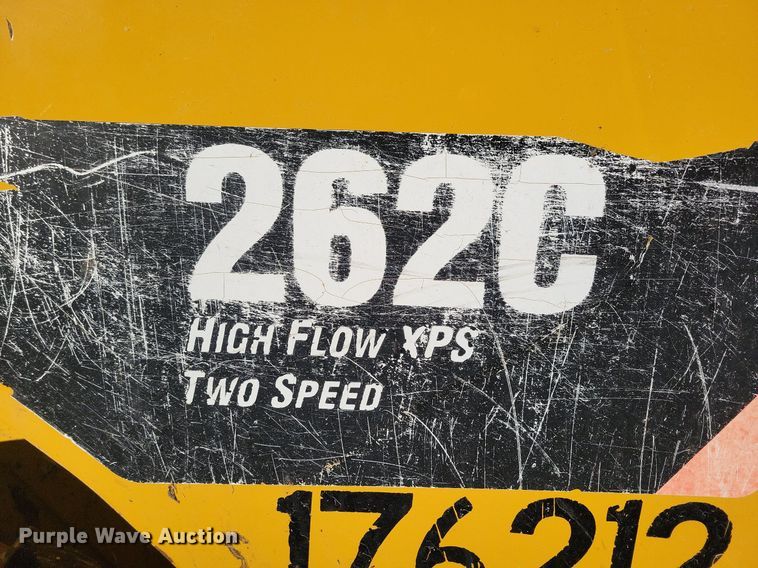 262C
HIGH FLOW XPS
TWO SPEED
176212
Purple Wave Auction